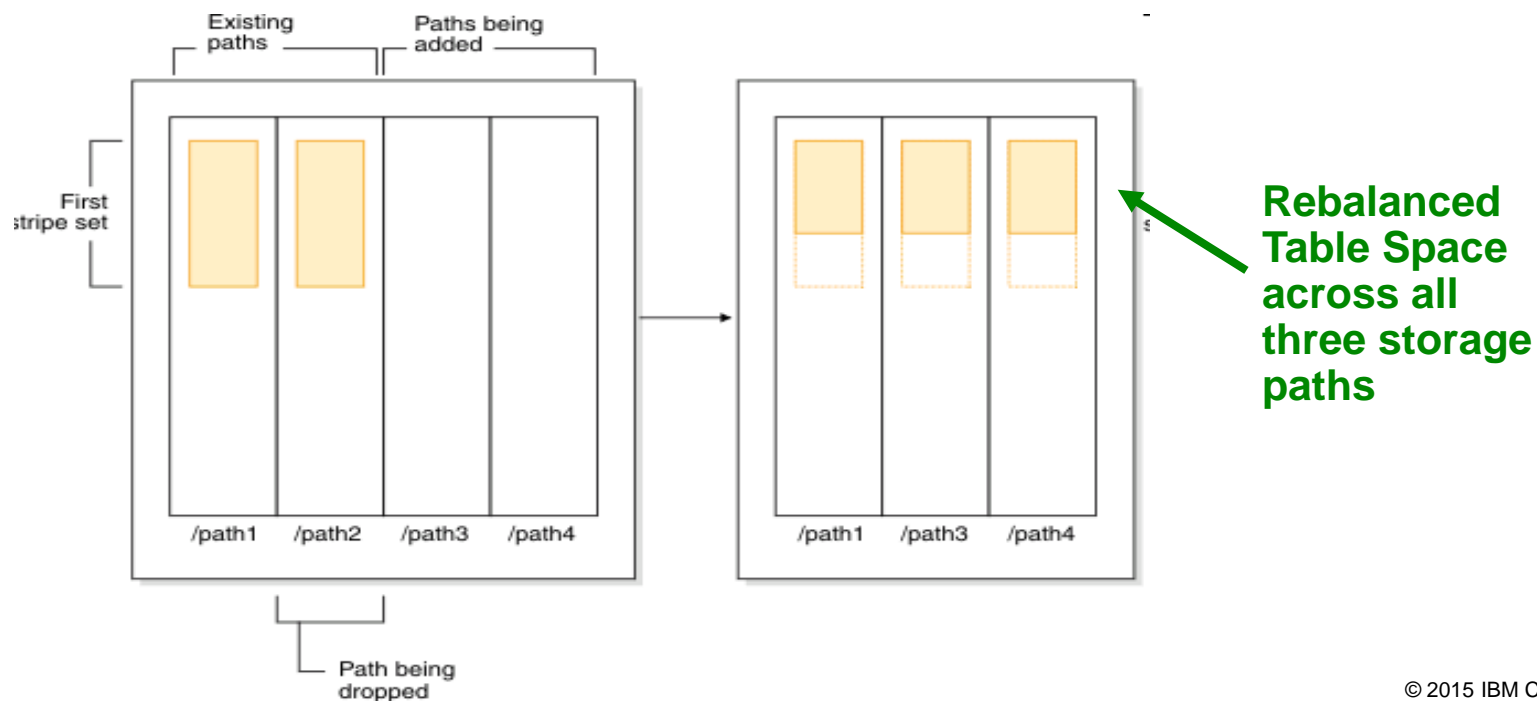 Existing
paths
Paths being
added
First
stripe set
/path1
/path2
/path3
/path4
Path being
dropped
/path1
/path3
/path4
Rebalanced
Table Space
across all
three storage
paths
© 2015 IBM C